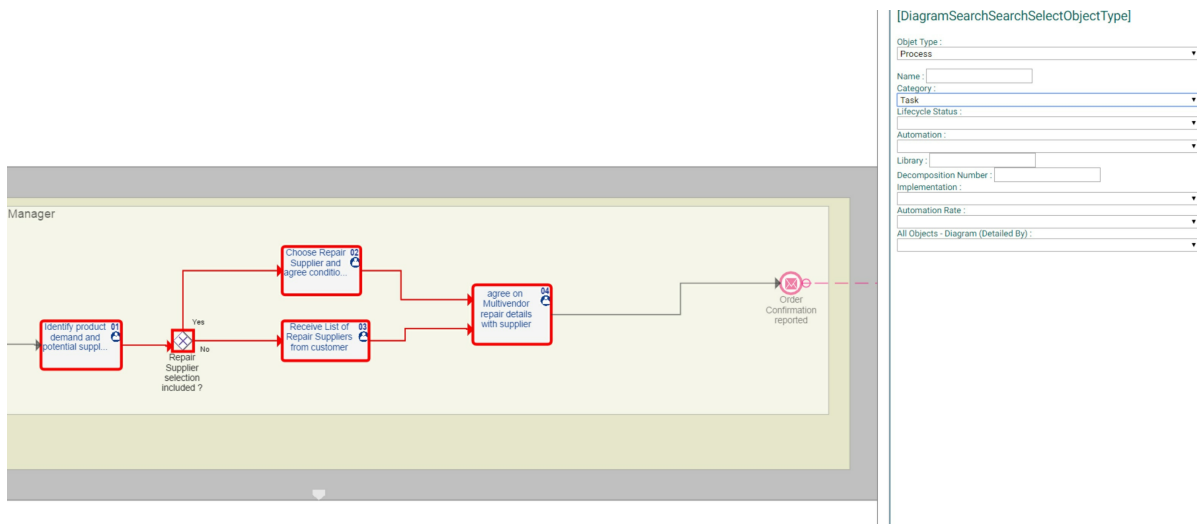 [DiagramSearchSearchSelectObjectType]
Objet Type :
Process
Name :
Category :
Task
Lifecycle Status :
Automation :
Library :
Decomposition Number :
Implementation :
Automation Rate :
All Objects - Diagram (Detailed By) :
Manager
Identify product 01
demand and
potential suppl...
Yes
No
Repair
Supplier
selection
included ?
Choose Repair 02
Supplier and
agree conditio...
Receive List of 03
Repair Suppliers
from customer
agree on 04
Multivendor
repair details
with supplier
Order
Confirmation
reported